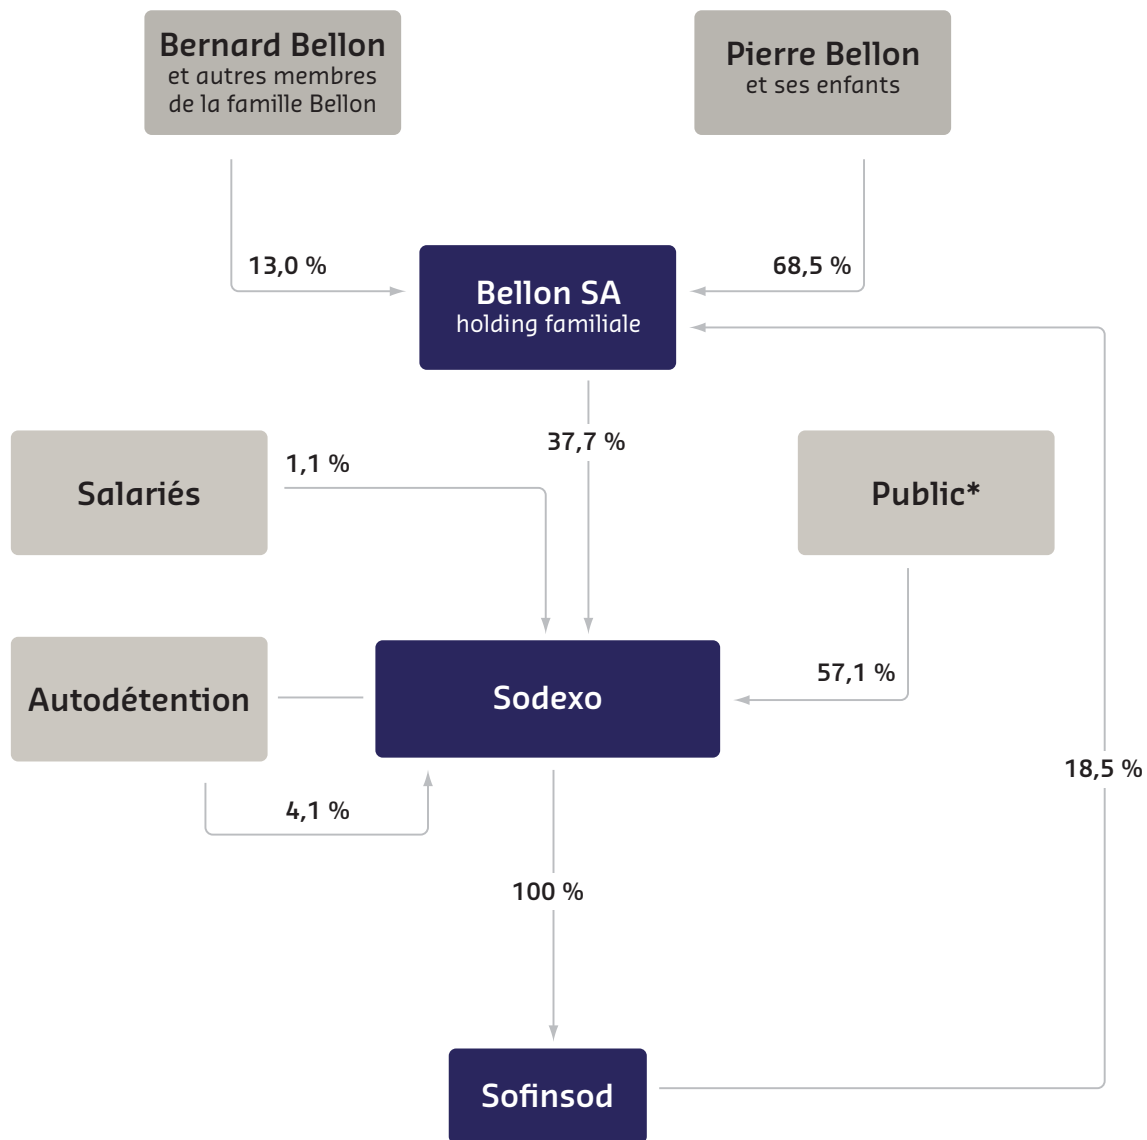 Bernard Bellon
et autres membres
de la famille Bellon
Pierre Bellon
et ses enfants
13,0 %
68,5 %
Bellon SA
holding familiale
37,7 %
Salariés
1,1 %
Public*
Autodétention
Sodexo
57,1 %
4,1 %
18,5 %
100 %
Sofinsod